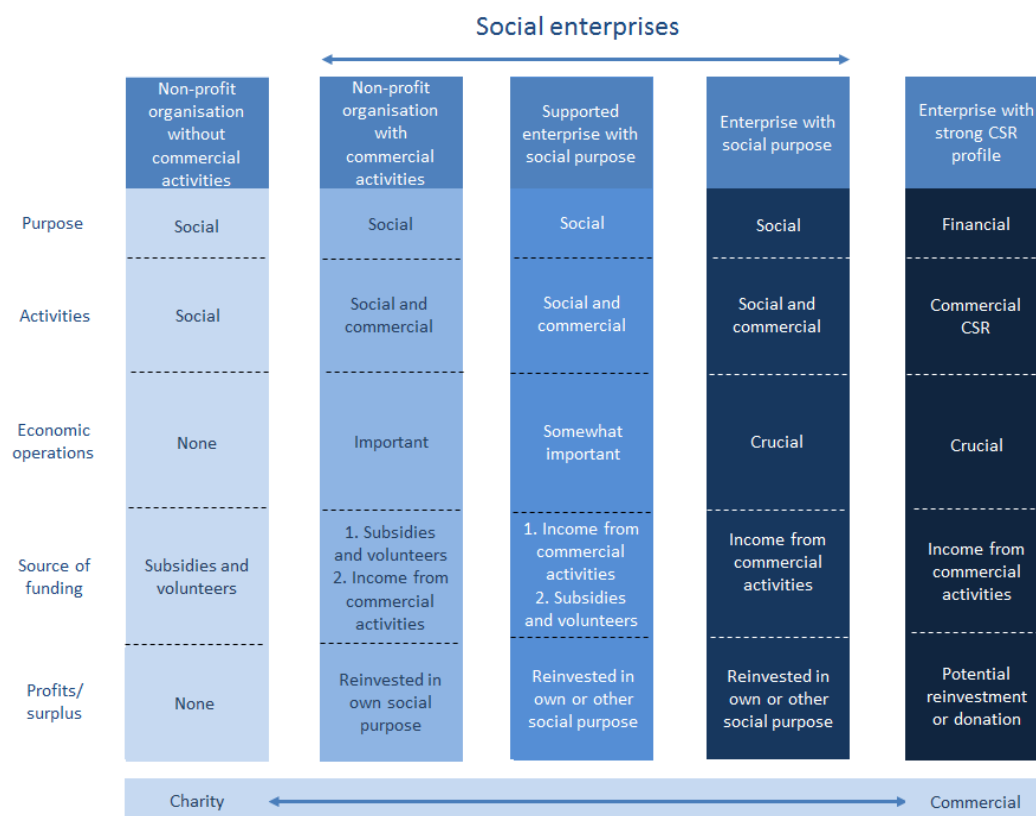 Social enterprises
Non-profit
organisation
without
commercial
activities
Non-profit
organisation
with
commercial
activities
Supported
enterprise with
social purpose
Enterprise with
social purpose
Enterprise with
strong CSR
profile
Purpose
Social
Social
Social
Social
Financial
Activities
Social
Social and
commercial
Social and
commercial
Social and
commercial
Commercial
CSR
Economic
operations
None
Important
Somewhat
important
Crucial
Crucial
Source of
funding
Subsidies and
volunteers
1. Subsidies
and volunteers
2. Income from
commercial
activities
1. Income from
commercial
activities
2. Subsidies
and volunteers
Income from
commercial
activities
Income from
commercial
activities
Profits/
surplus
None
Reinvested in
own social
purpose
Reinvested in
own or other
social purpose
Reinvested in
own or other
social purpose
Potential
reinvestment
or donation
Charity
Commercial